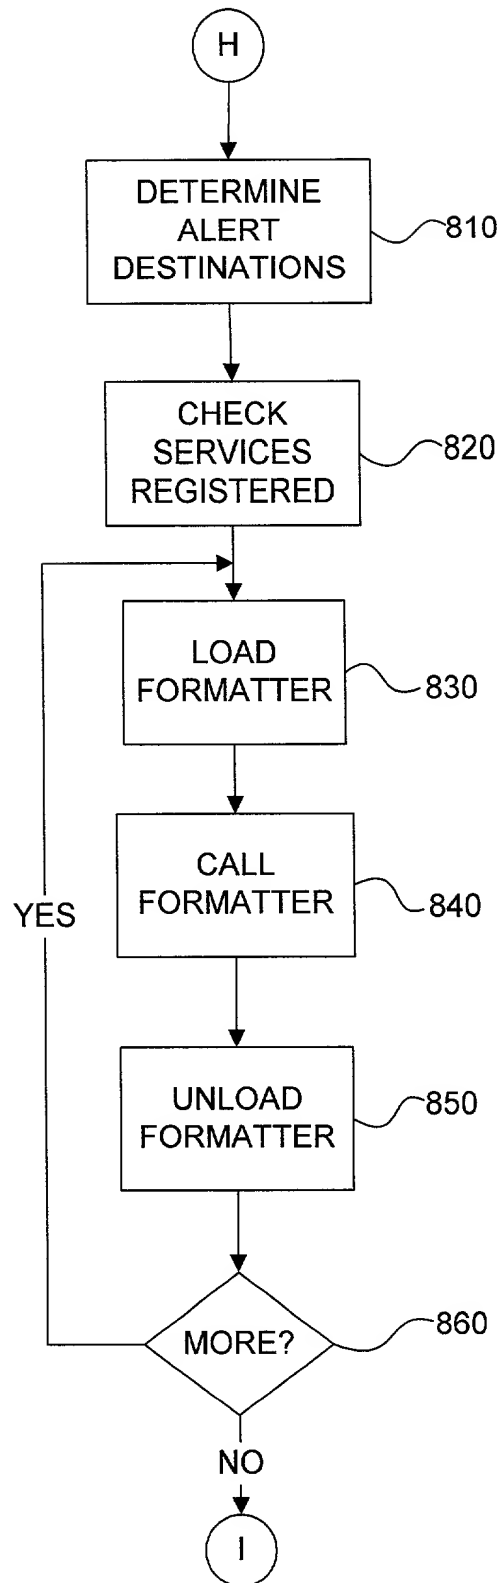 H
DETERMINE
ALERT
DESTINATIONS
810
CHECK
SERVICES
REGISTERED
820
LOAD
FORMATTER
830
CALL
FORMATTER
840
YES
UNLOAD
FORMATTER
850
MORE?
860
NO
I